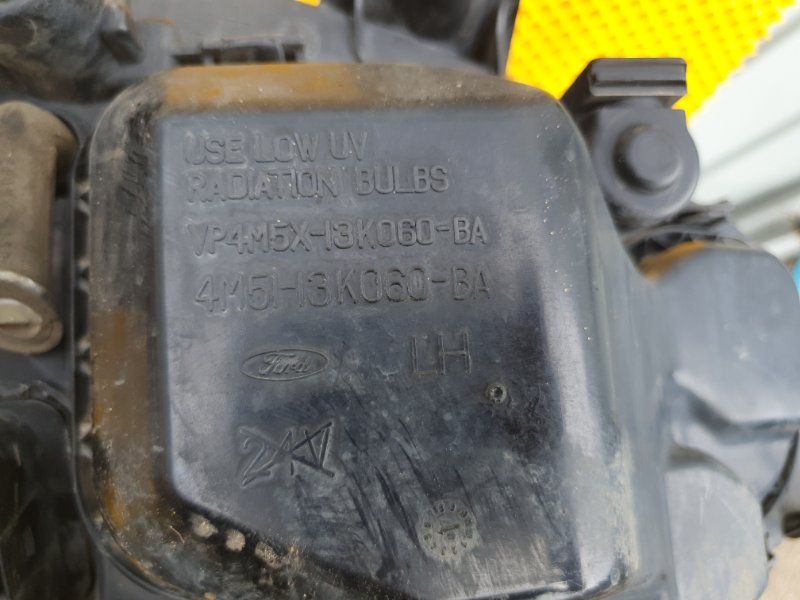 USE LOW UV
RADIATION BULBS
VP4M5X-13K060-BA
4M51-13K060-BA
Ford LH